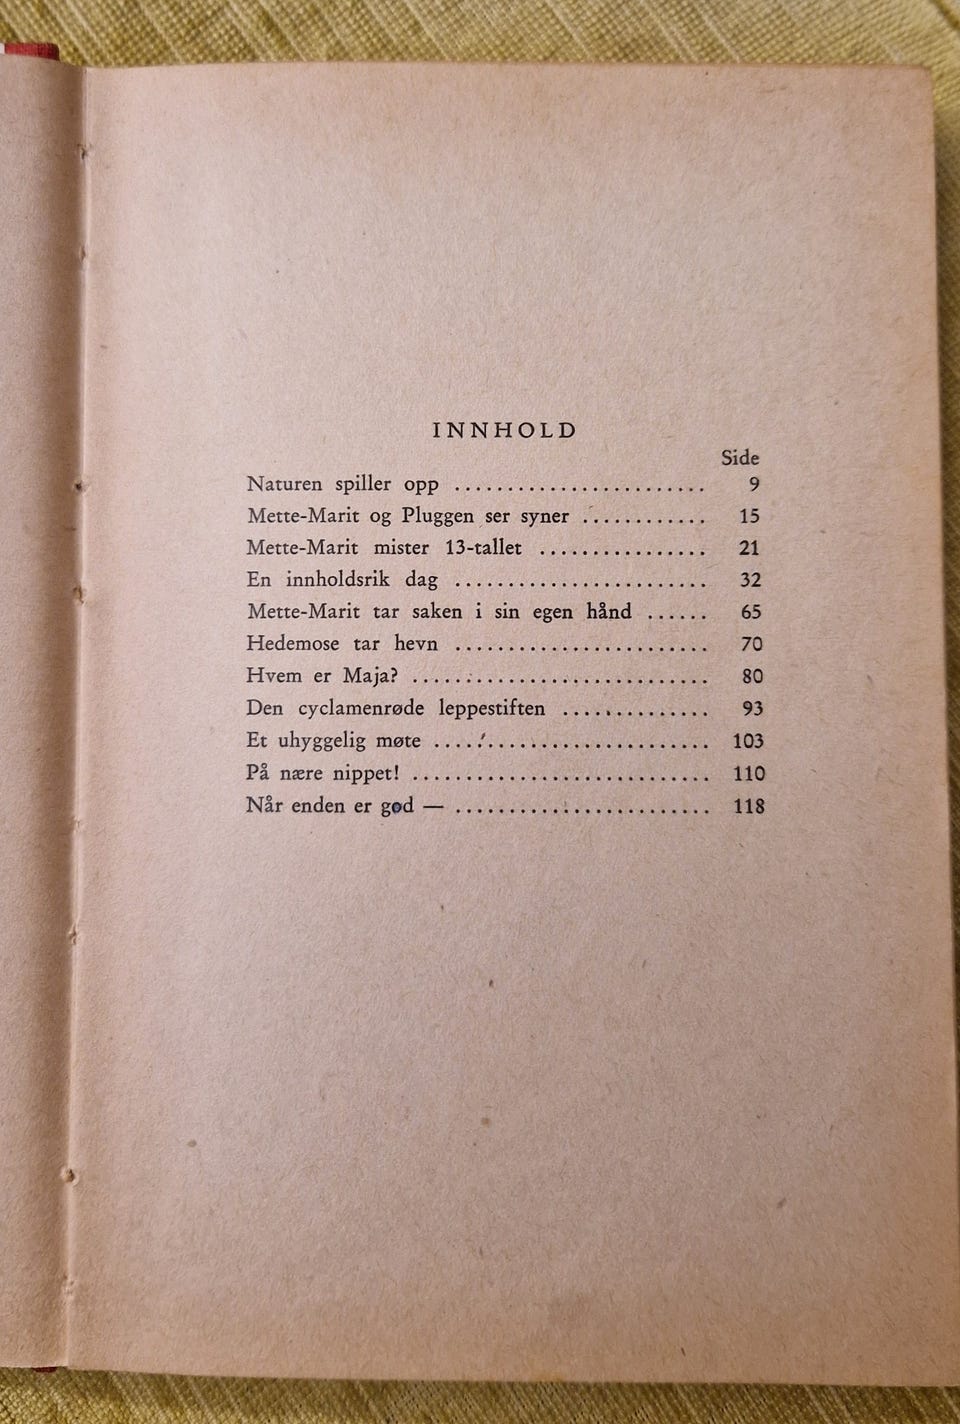 INNHOLD
Side
Naturen spiller opp ........................ 9
Mette-Marit og Pluggen ser syner ............ 15
Mette-Marit mister 13-tallet ................ 21
En innholdsrik dag ........................ 32
Mette-Marit tar saken i sin egen hånd ...... 65
Hedemose tar hevn ........................ 70
Hvem er Maja? ............................ 80
Den cyclamenrøde leppestiften .............. 93
Et uhyggelig møte .......................... 103
På nære nippet! ............................ 110
Når enden er god — ........................ 118